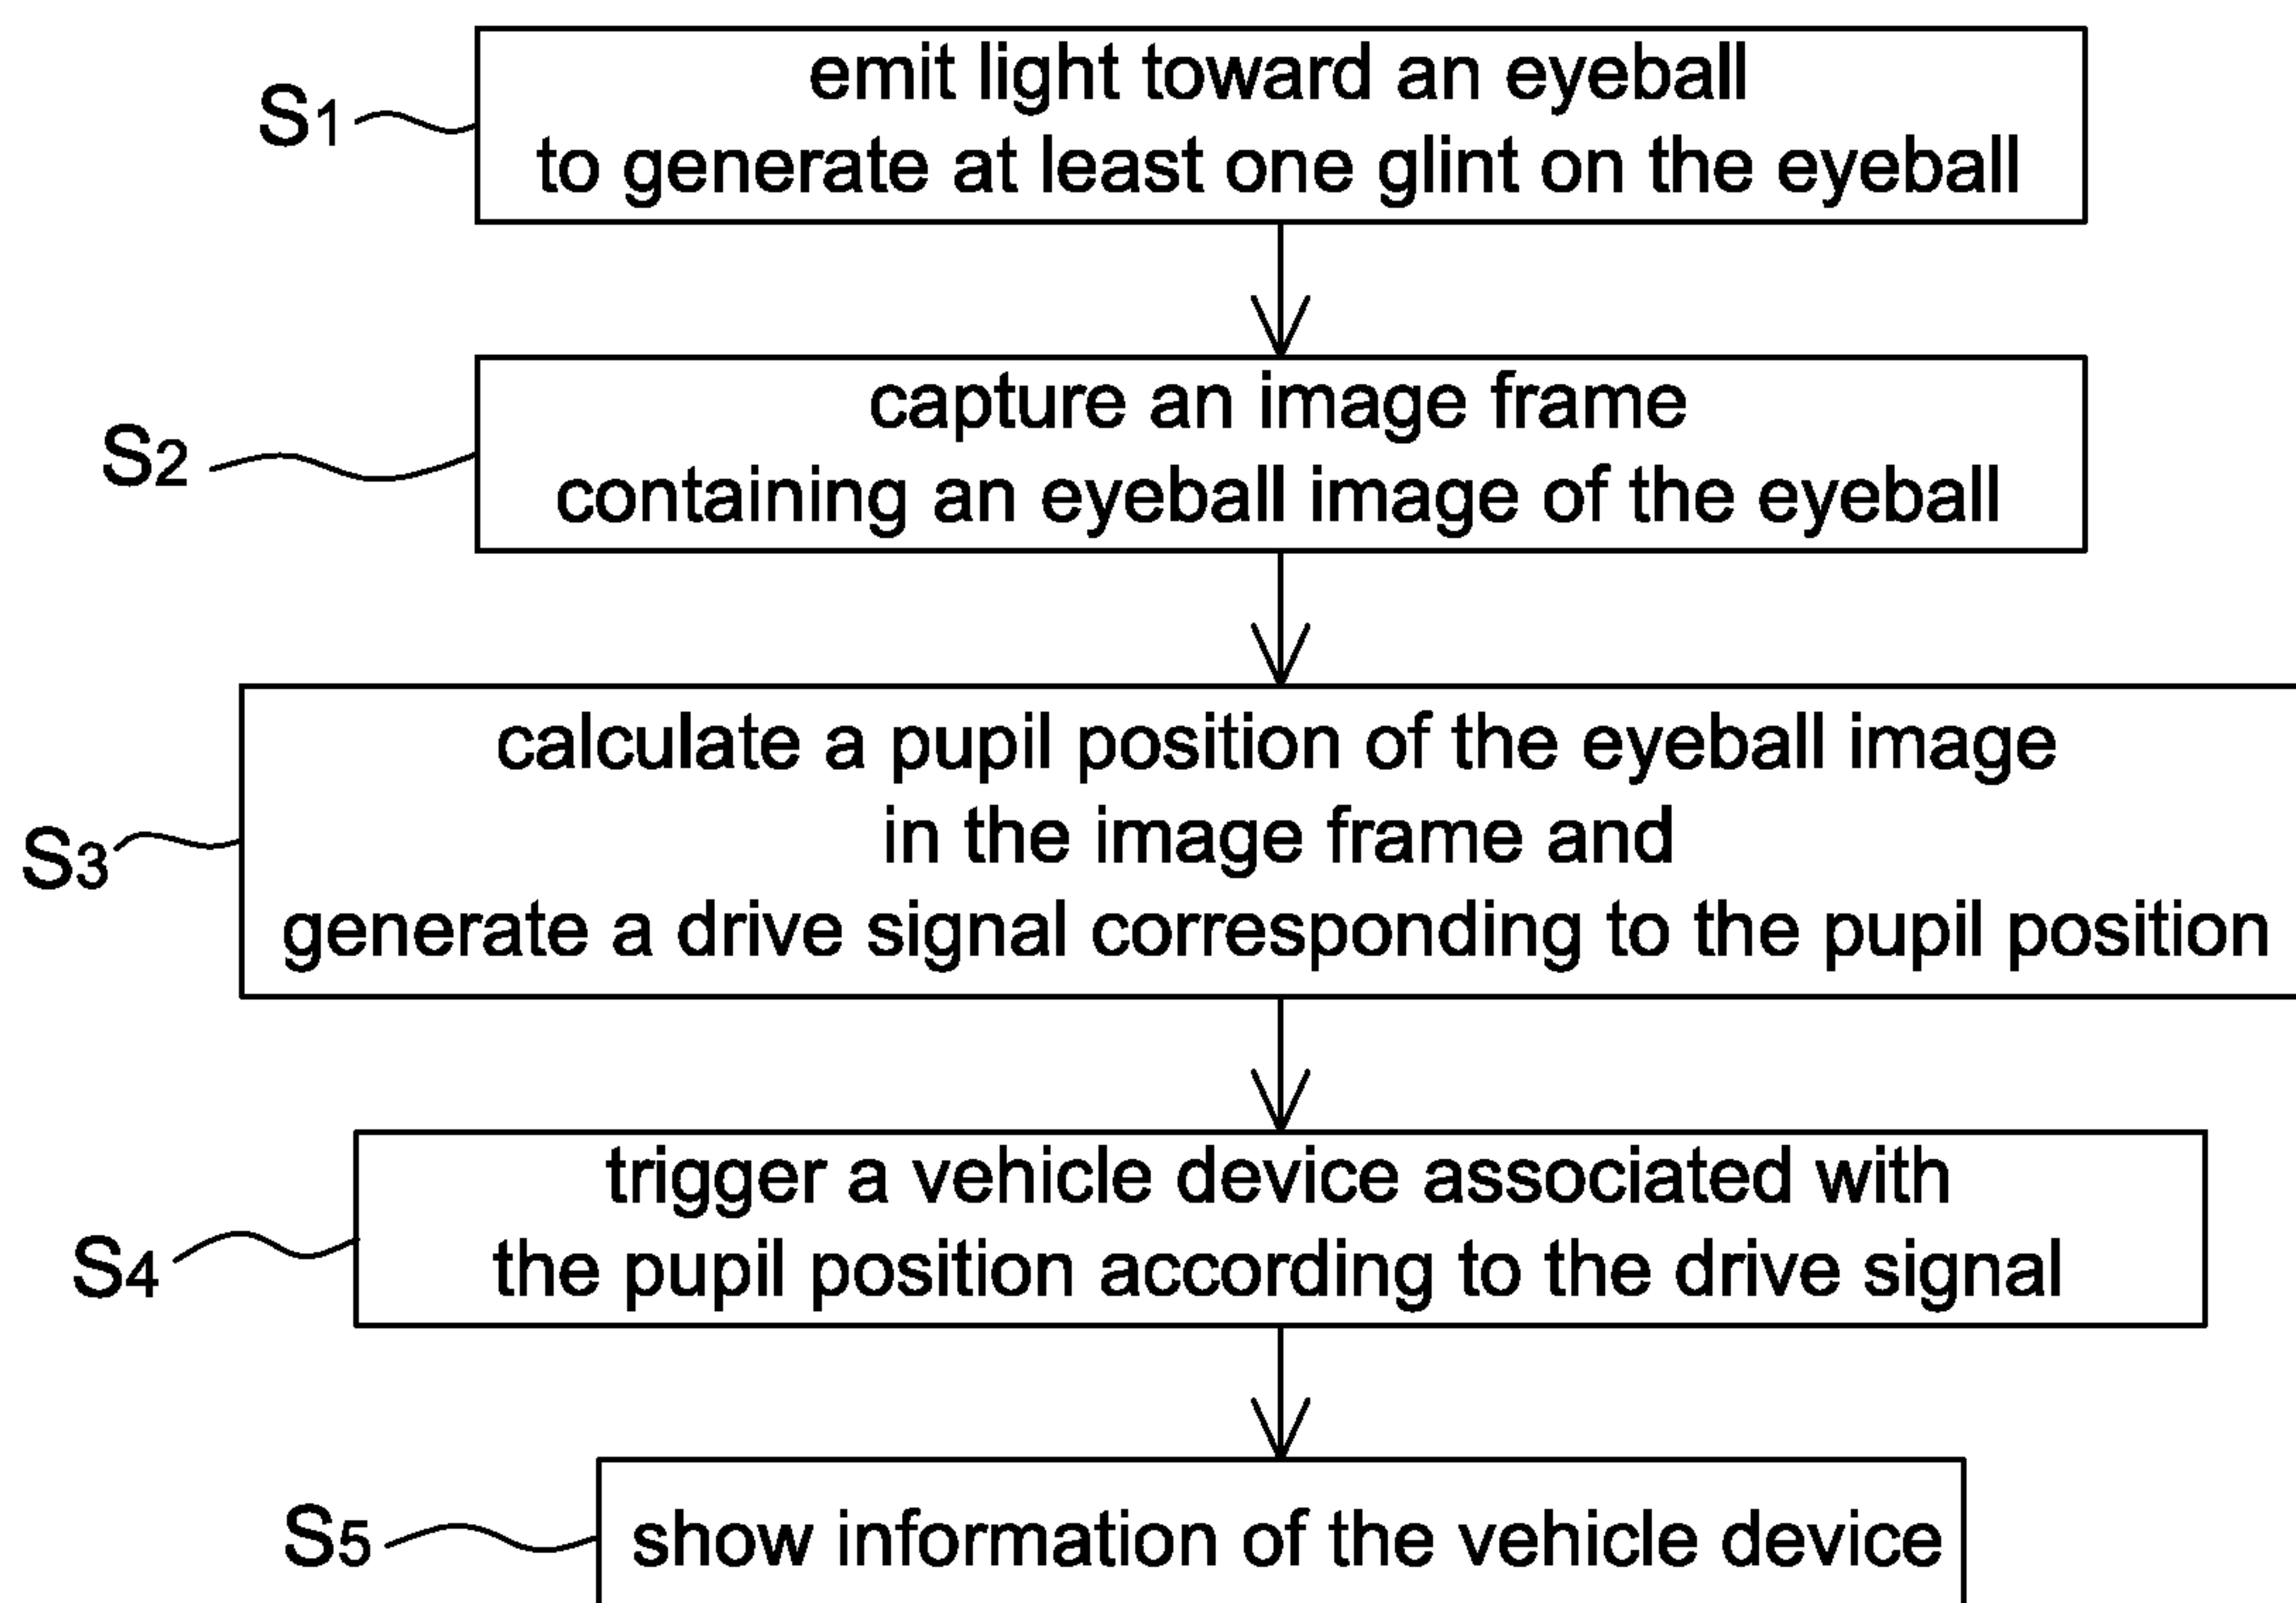 S1
emit light toward an eyeball
to generate at least one glint on the eyeball
S2
capture an image frame
containing an eyeball image of the eyeball
S3
calculate a pupil position of the eyeball image
in the image frame and
generate a drive signal corresponding to the pupil position
S4
trigger a vehicle device associated with
the pupil position according to the drive signal
S5
show information of the vehicle device